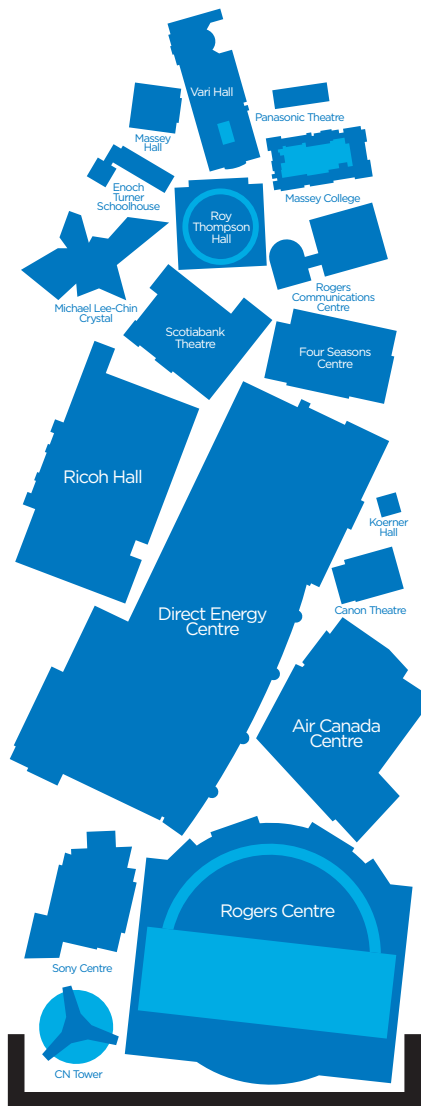 Vari Hall
Panasonic Theatre
Massey
Hall
Massey College
Enoch
Turner
Schoolhouse
Roy
Thompson
Hall
Rogers
Communications
Centre
Michael Lee-Chin
Crystal
Scotiabank
Theatre
Four Seasons
Centre
Ricoh Hall
Koerner
Hall
Direct Energy
Centre
Canon Theatre
Air Canada
Centre
Rogers Centre
Sony Centre
CN Tower